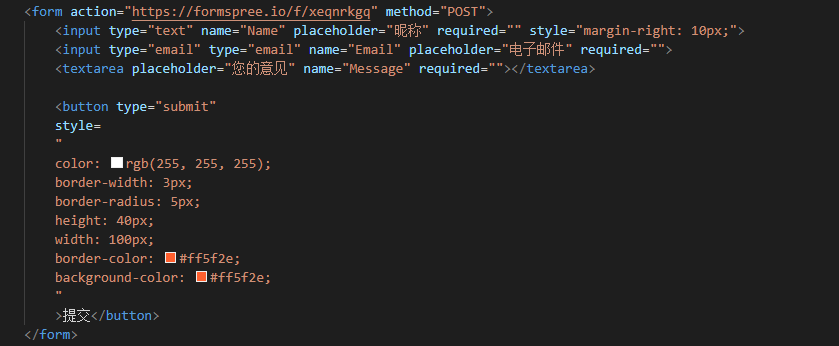 <form action="https://formspree.io/f/xeqnrkgq" method="POST">
<input type="text" name="Name" placeholder="昵称" required="" style="margin-right: 10px;">
<input type="email" type="email" name="Email" placeholder="电子邮件" required="">
<textarea placeholder="您的意见" name="Message" required=""></textarea>
<button type="submit"
style=
"
color: rgb(255, 255, 255);
border-width: 3px;
border-radius: 5px;
height: 40px;
width: 100px;
border-color: #ff5f2e;
background-color: #ff5f2e;
"
>提交</button>
</form>